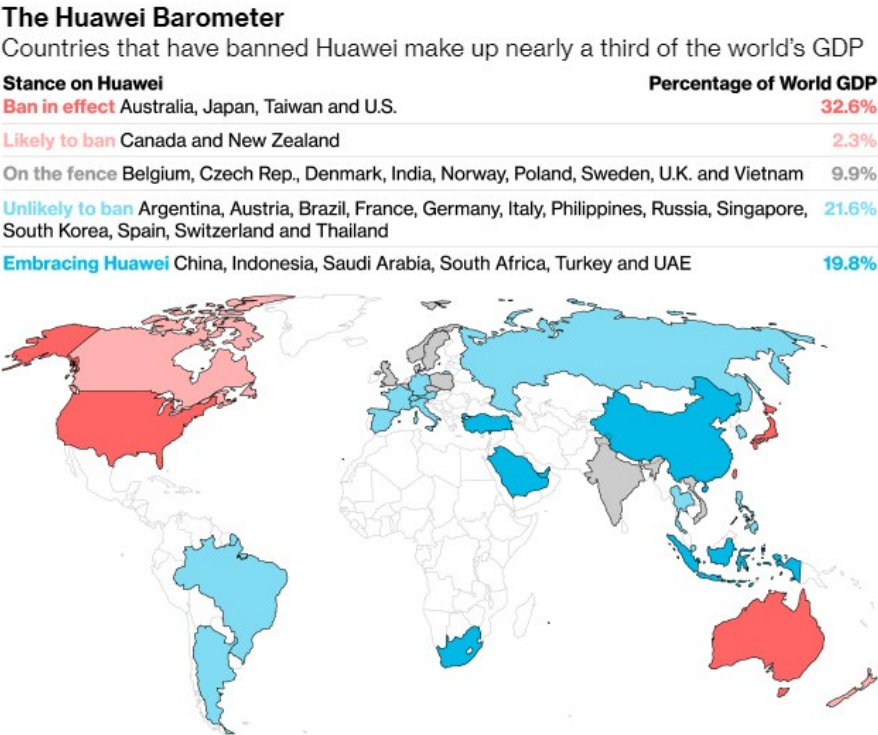 The Huawei Barometer
Countries that have banned Huawei make up nearly a third of the world's GDP
Stance on Huawei Percentage of World GDP
Ban in effect Australia, Japan, Taiwan and U.S. 32.6%
Likely to ban Canada and New Zealand 2.3%
On the fence Belgium, Czech Rep., Denmark, India, Norway, Poland, Sweden, U.K. and Vietnam 9.9%
Unlikely to ban Argentina, Austria, Brazil, France, Germany, Italy, Philippines, Russia, Singapore, 21.6%
South Korea, Spain, Switzerland and Thailand
Embracing Huawei China, Indonesia, Saudi Arabia, South Africa, Turkey and UAE 19.8%